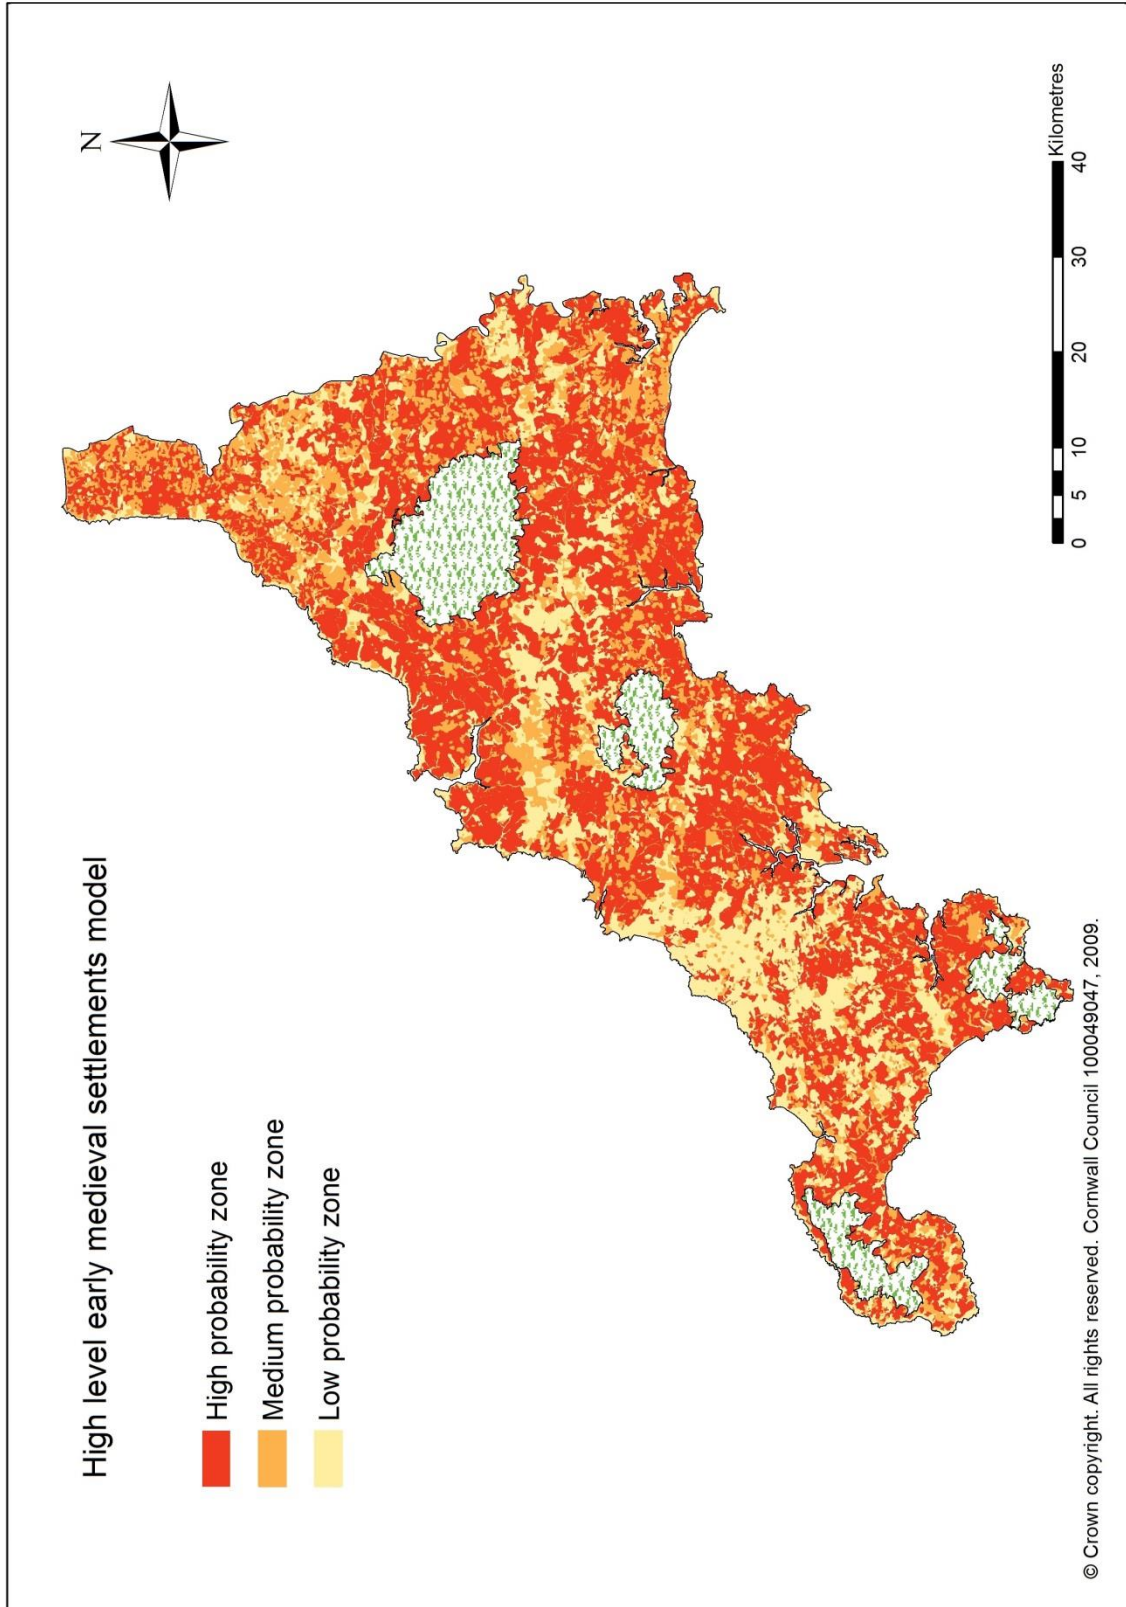 High level early medieval settlements model
N
High probability zone
Medium probability zone
Low probability zone
0 5 10 20 30 40
Kilometres
© Crown copyright. All rights reserved. Cornwall Council 100049047, 2009.